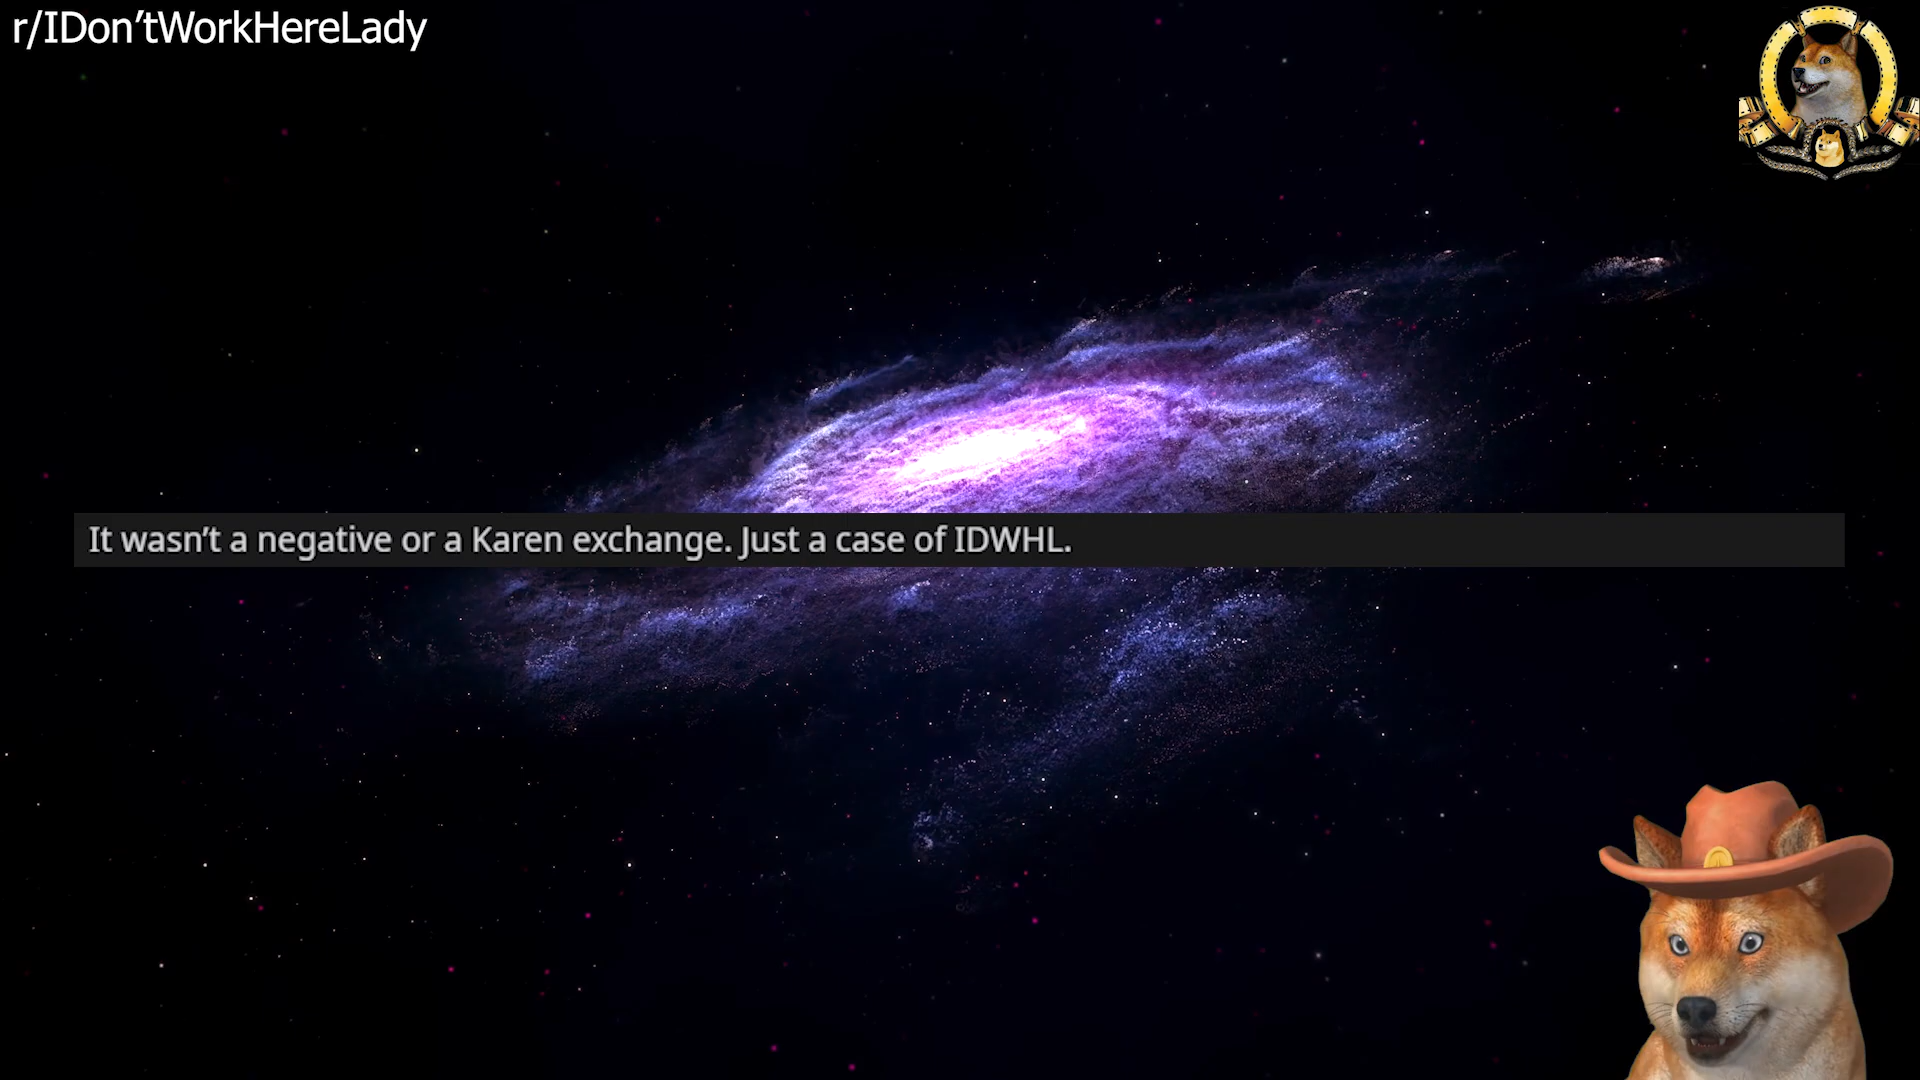 r/IDon’tWorkHereLady
It wasn’t a negative or a Karen exchange. Just a case of IDWHL.